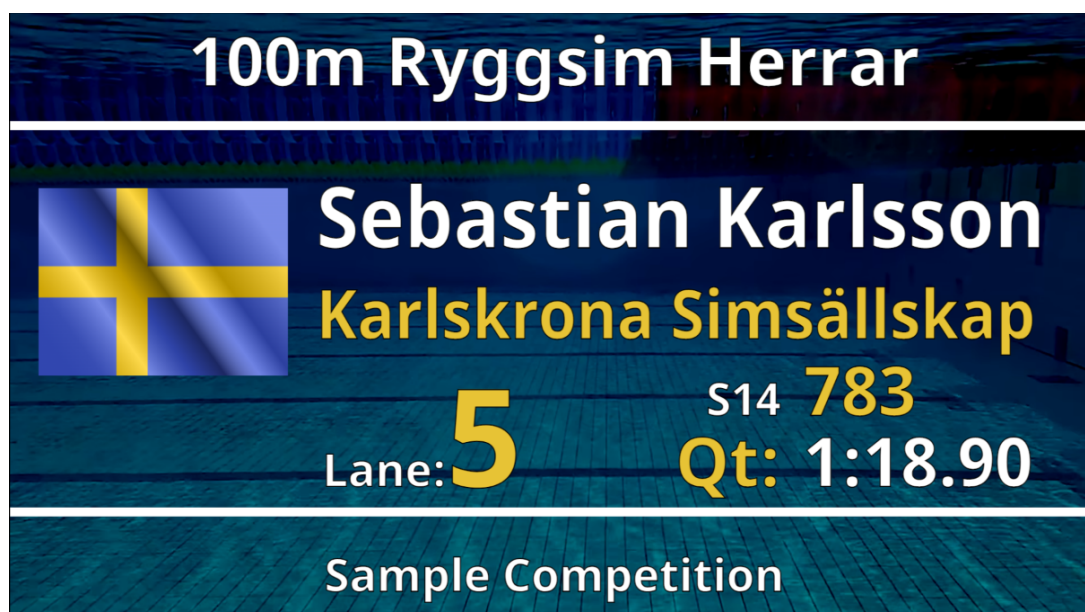 100m Ryggsim Herrar
Sebastian Karlsson
Karlskrona Simsällskap
S14 783
Lane: 5
Qt: 1:18.90
Sample Competition